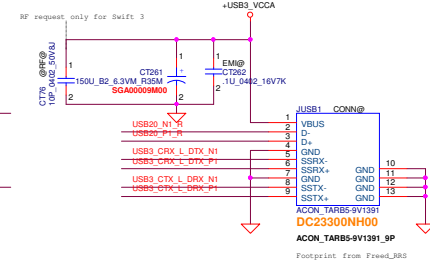 +USB3_VCCA
RF request only for Swift 3
CT76 @RF@
10P_0402_50V8J
1
2
1
CT261
150U_B2_6.3VM_R35M
SGA00009M00
2
1
EMI@
CT262
.1U_0402_16V7K
2
JUSB1 CONN@
1 VBUS
USB20_N1_R 2 D-
USB20_P1_R 3 D+
4 GND
USB3_CRX_L_DTX_N1 5 SSRX-
USB3_CRX_L_DRX_P1 6 SSRX+ GND 10
7 GND GND 11
USB3_CTX_L_DRX_N1 8 SSTX- GND 12
USB3_CTX_L_DRX_P1 9 SSTX+ GND 13
ACON_TARB5-9V1391
DC23300NH00
ACON_TARB5-9V1391_9P
Footprint from Freed_RRS